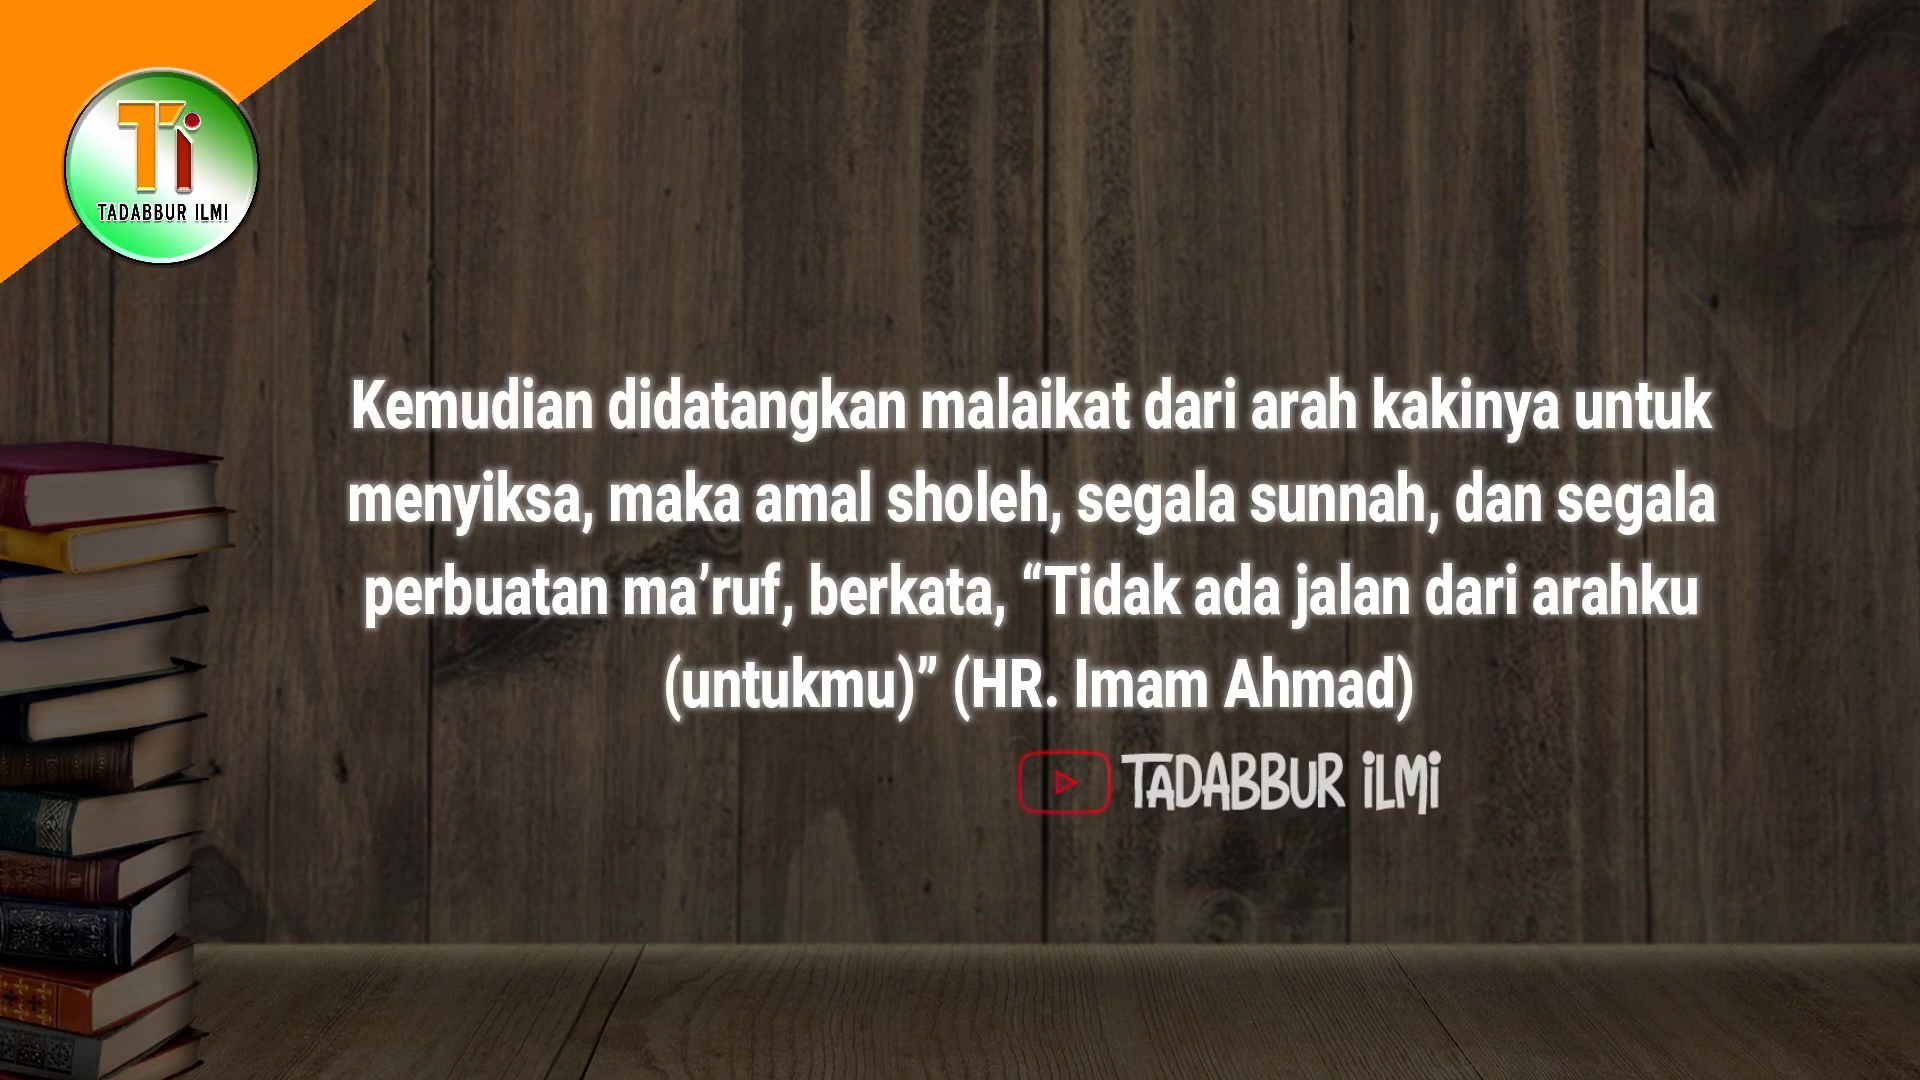 Ti
TADABBUR ILMI
Kemudian didatangkan malaikat dari arah kakinya untuk
menyiksa, maka amal sholeh, segala sunnah, dan segala
perbuatan ma’ruf, berkata, “Tidak ada jalan dari arahku
(untukmu)” (HR. Imam Ahmad)
TADABBUR iLMi